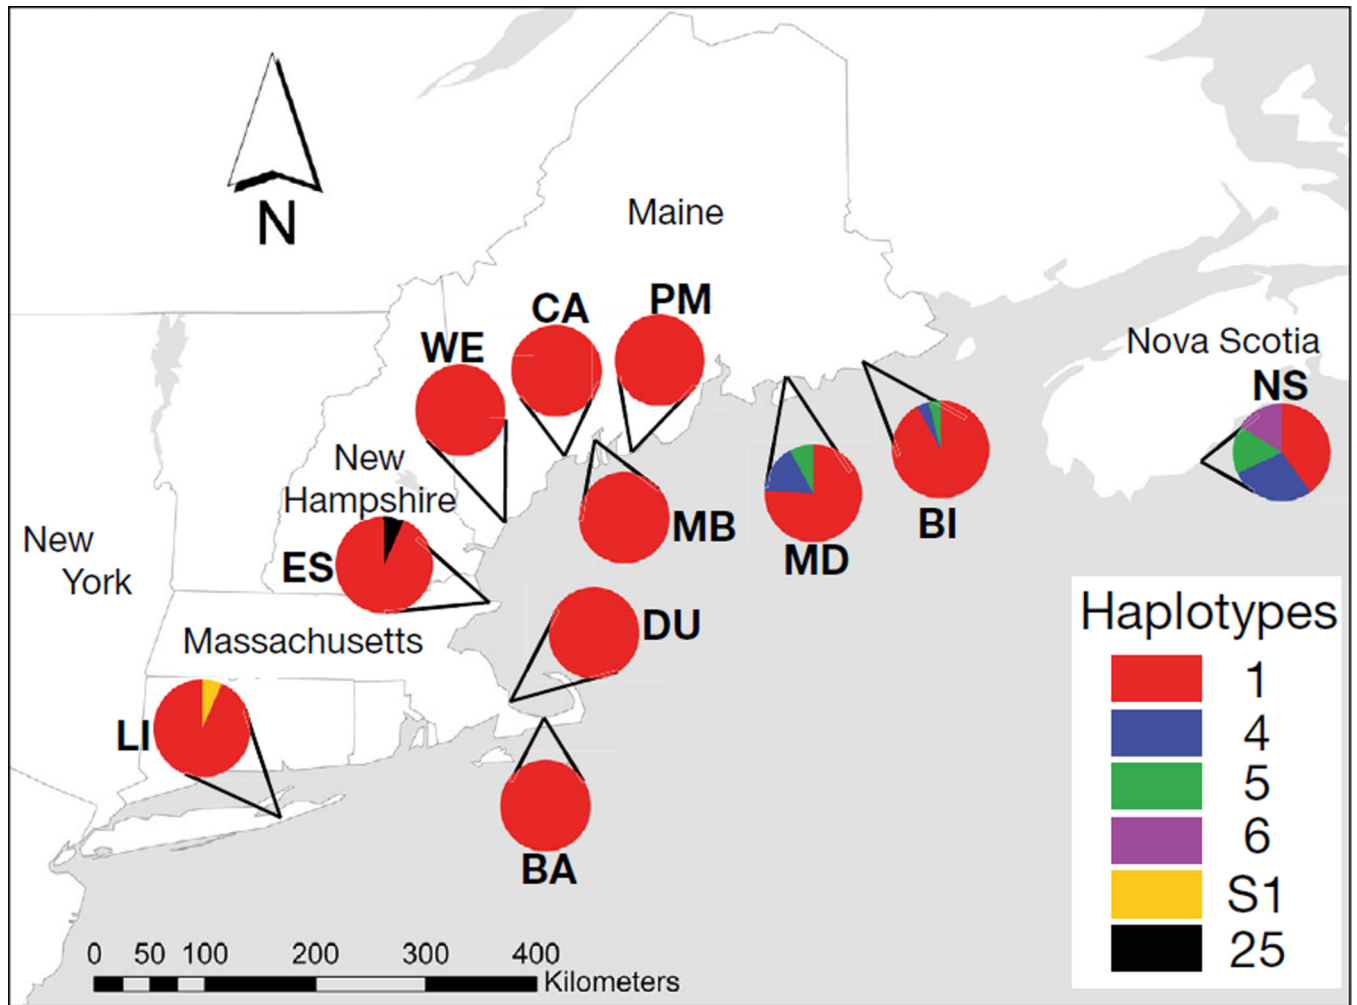 N
Maine
CA
PM
WE
Nova Scotia
NS
New
Hampshire
MB
BI
MD
New
York
ES
DU
Massachusetts
LI
BA
Haplotypes
1
4
5
6
S1
25
0 50 100 200 300 400
Kilometers